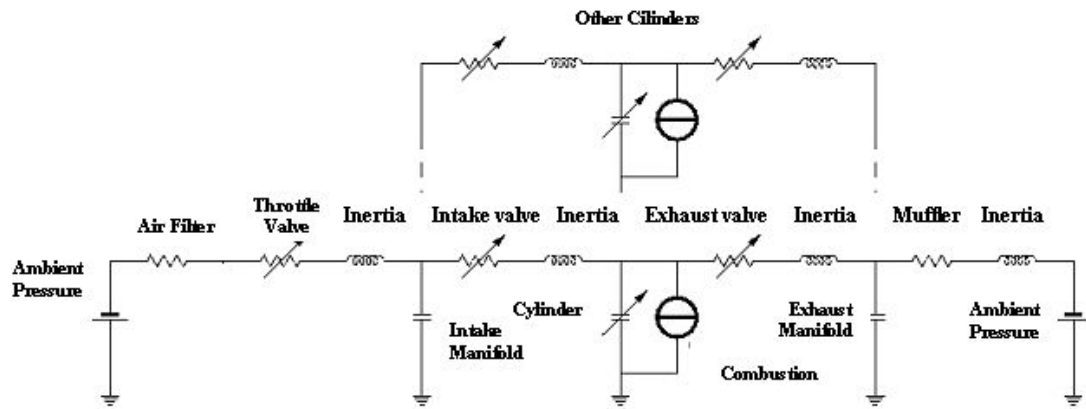 Other Cilinders
Throttle
Valve
Inertia
Intake valve
Inertia
Exhaust valve
Inertia
Muffler
Inertia
Air Filter
Ambient
Pressure
Cylinder
Intake
Manifold
Exhaust
Manifold
Ambient
Pressure
Combustion